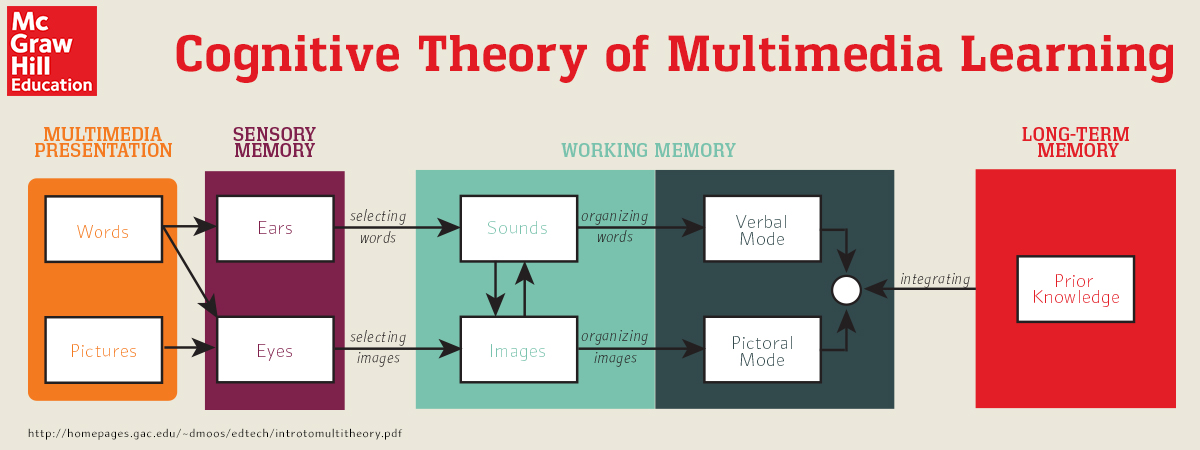 Mc
Graw
Hill
Education
Cognitive Theory of Multimedia Learning
MULTIMEDIA
PRESENTATION
SENSORY
MEMORY
WORKING MEMORY
LONG-TERM
MEMORY
Words
Pictures
Ears
Eyes
selecting
words
selecting
images
Sounds
Images
organizing
words
organizing
images
Verbal
Mode
Pictoral
Mode
integrating
Prior
Knowledge
http://homepages.gac.edu/~dmoos/edtech/introtomultitheory.pdf